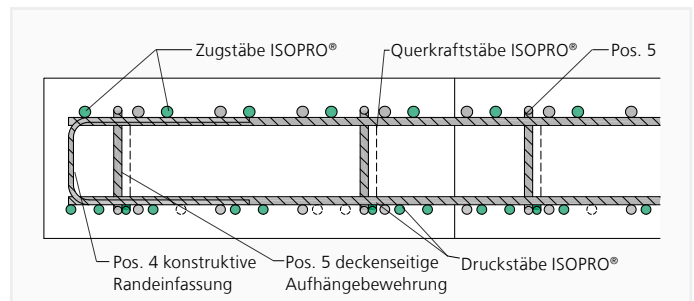 Zugstäbe ISOPRO®
Querkraftstäbe ISOPRO®
Pos. 5
Pos. 4 konstruktive
Randeinfassung
Pos. 5 deckenseitige
Aufhängebewehrung
Druckstäbe ISOPRO®